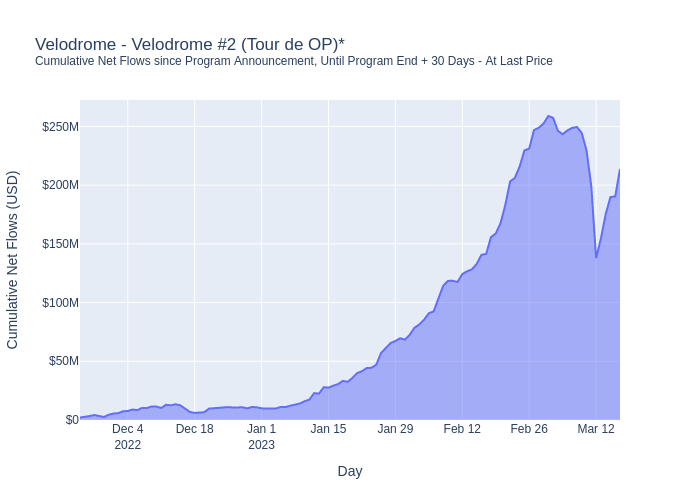 Velodrome - Velodrome #2 (Tour de OP)*
Cumulative Net Flows since Program Announcement, Until Program End + 30 Days - At Last Price
Cumulative Net Flows (USD)
$250M
$200M
$150M
$100M
$50M
$0
Dec 4 Dec 18 Jan 1 Jan 15 Jan 29 Feb 12 Feb 26 Mar 12
2022 2023
Day